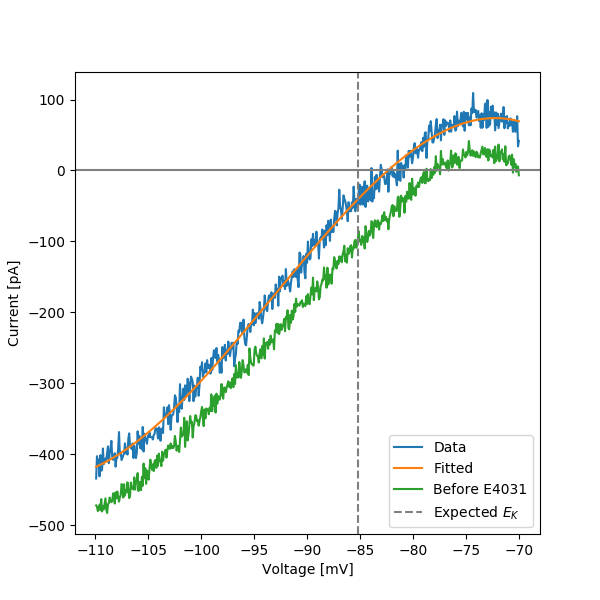 100
0
−100
−200
−300
−400
−500
Current [pA]
−110
−105
−100
−95
−90
−85
−80
−75
−70
Voltage [mV]
Data
Fitted
Before E4031
Expected E_K